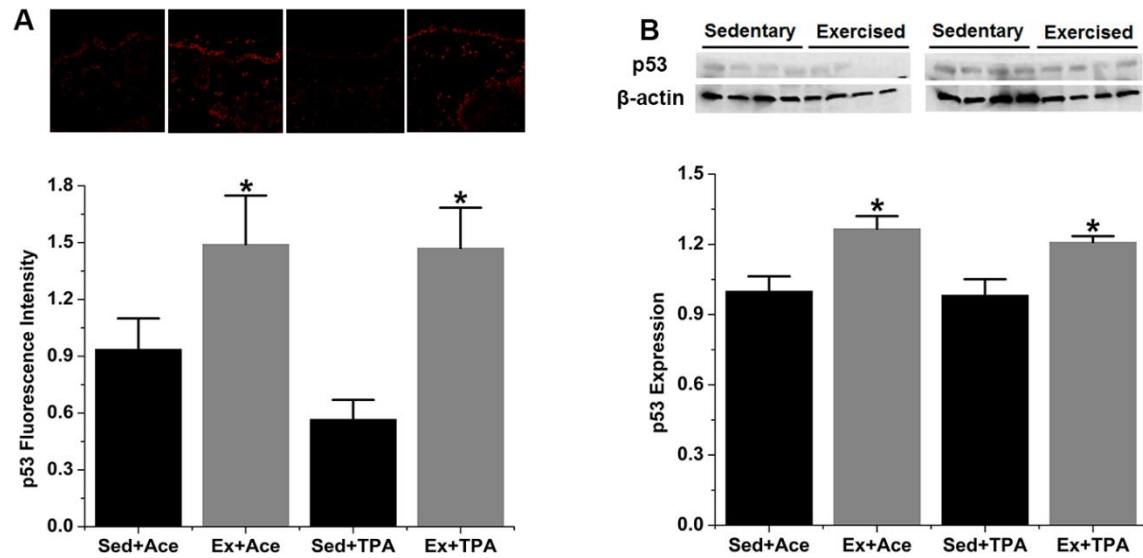 A
* *
1.8
1.5
1.2
0.9
0.6
0.3
0.0
p53 Fluorescence Intensity
Sed+Ace Ex+Ace Sed+TPA Ex+TPA
B
Sedentary Exercised Sedentary Exercised
p53
β-actin
* *
1.5
1.2
0.9
0.6
0.3
0.0
p53 Expression
Sed+Ace Ex+Ace Sed+TPA Ex+TPA